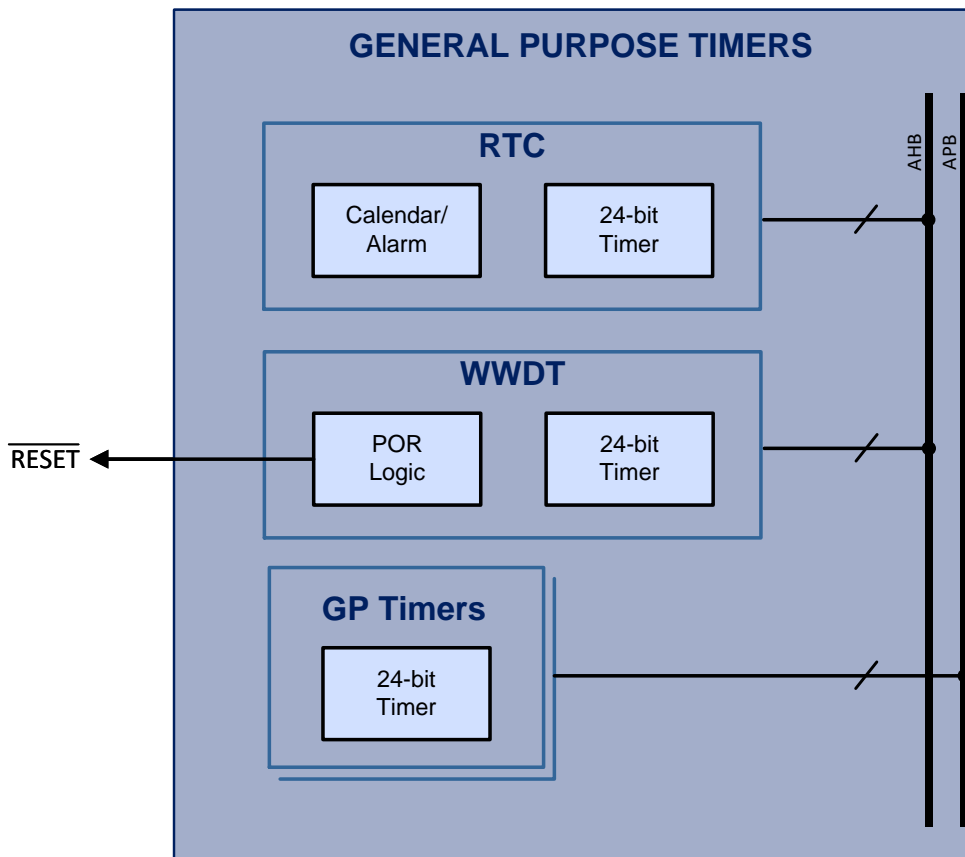 GENERAL PURPOSE TIMERS
AHB
APB
RTC
Calendar/
Alarm
24-bit
Timer
WWDT
POR
Logic
24-bit
Timer
RESET
GP Timers
24-bit
Timer